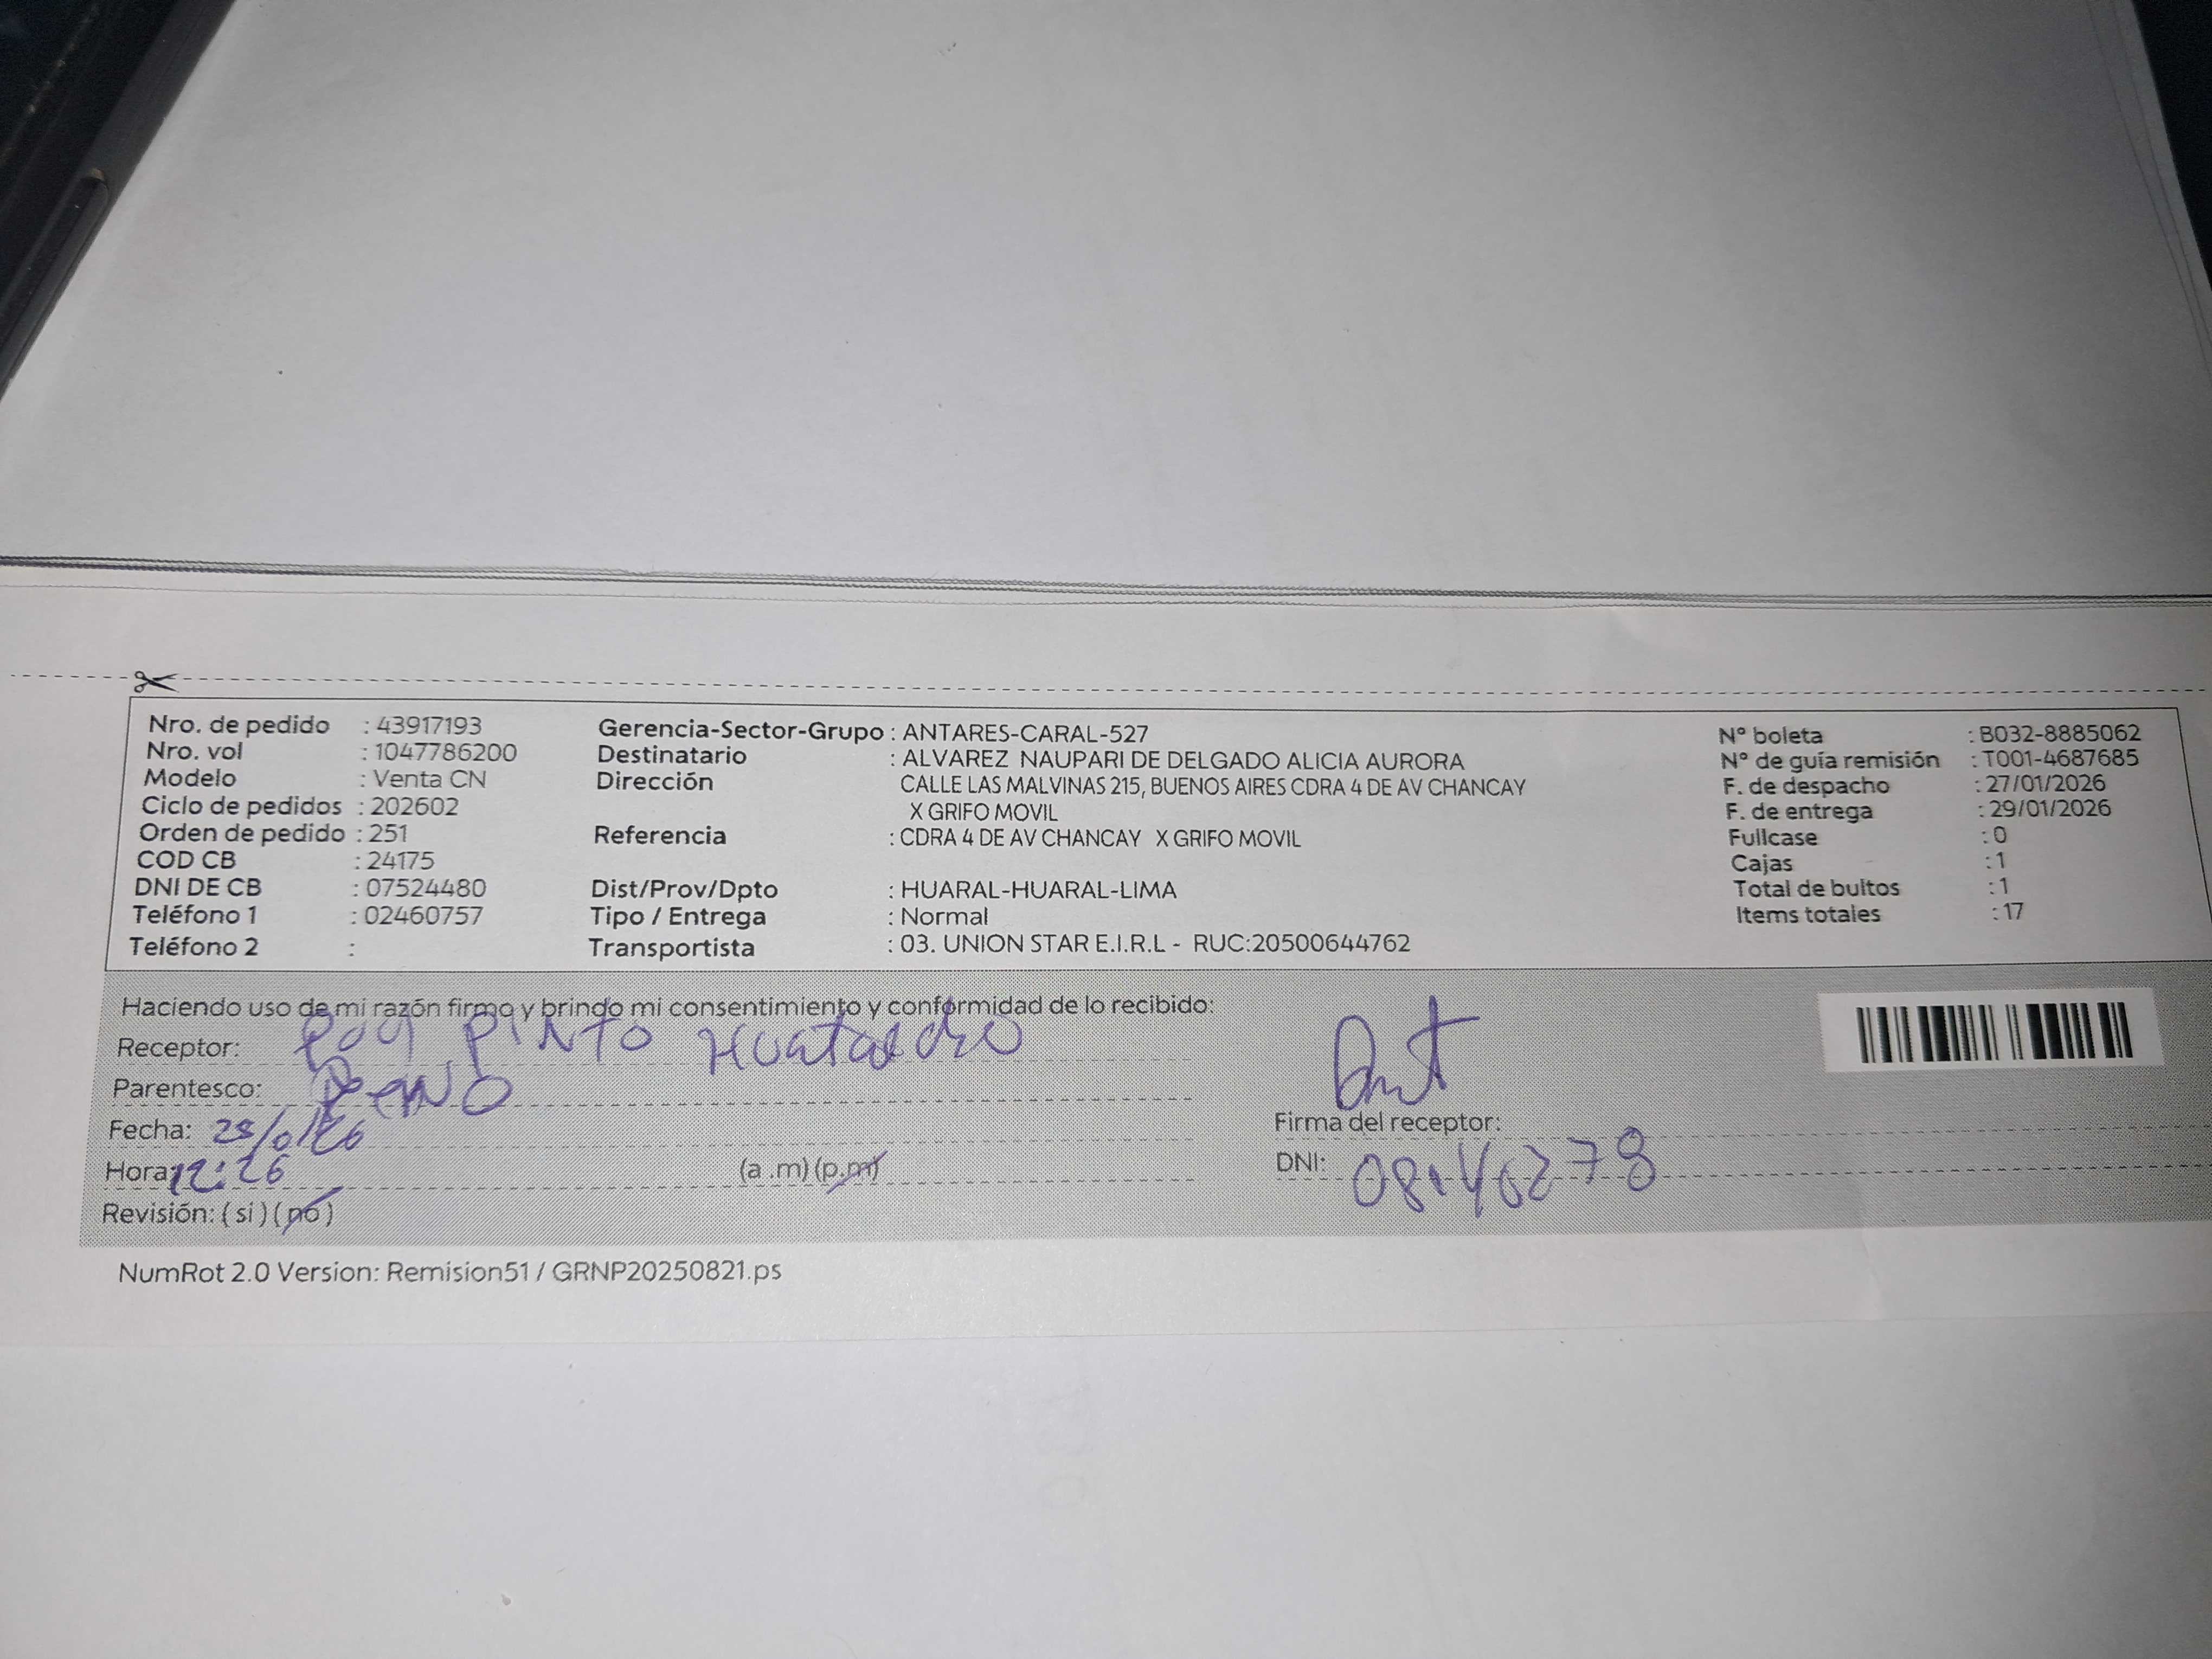 Nro. de pedido : 43917193 Gerencia-Sector-Grupo : ANTARES-CARAL-527 N° boleta : B032-8885062
Nro. vol : 1047786200 Destinatario : ALVAREZ NAUPARI DE DELGADO ALICIA AURORA N° de guía remisión : T001-4687685
Modelo : Venta CN Dirección CALLE LAS MALVINAS 215, BUENOS AIRES CDRA 4 DE AV CHANCAY F. de despacho : 27/01/2026
Ciclo de pedidos : 202602 X GRIFO MOVIL F. de entrega : 29/01/2026
Orden de pedido : 251 Referencia : CDRA 4 DE AV CHANCAY X GRIFO MOVIL Fullcase : 0
COD CB : 24175 Cajas : 1
DNI DE CB : 07524480 Dist/Prov/Dpto : HUARAL-HUARAL-LIMA Total de bultos : 1
Teléfono 1 : 02460757 Tipo / Entrega : Normal Items totales : 17
Teléfono 2 : Transportista : 03. UNION STAR E.I.R.L - RUC:20500644762
Haciendo uso de mi razón firmo y brindo mi consentimiento y conformidad de lo recibido:
Receptor: PINTO
Parentesco:
Fecha: Firma del receptor:
Hora: 12:26 (a .m) (p.m) DNI:
Revisión: ( si ) ( no )
NumRot 2.0 Version: Remision51 / GRNP20250821.ps